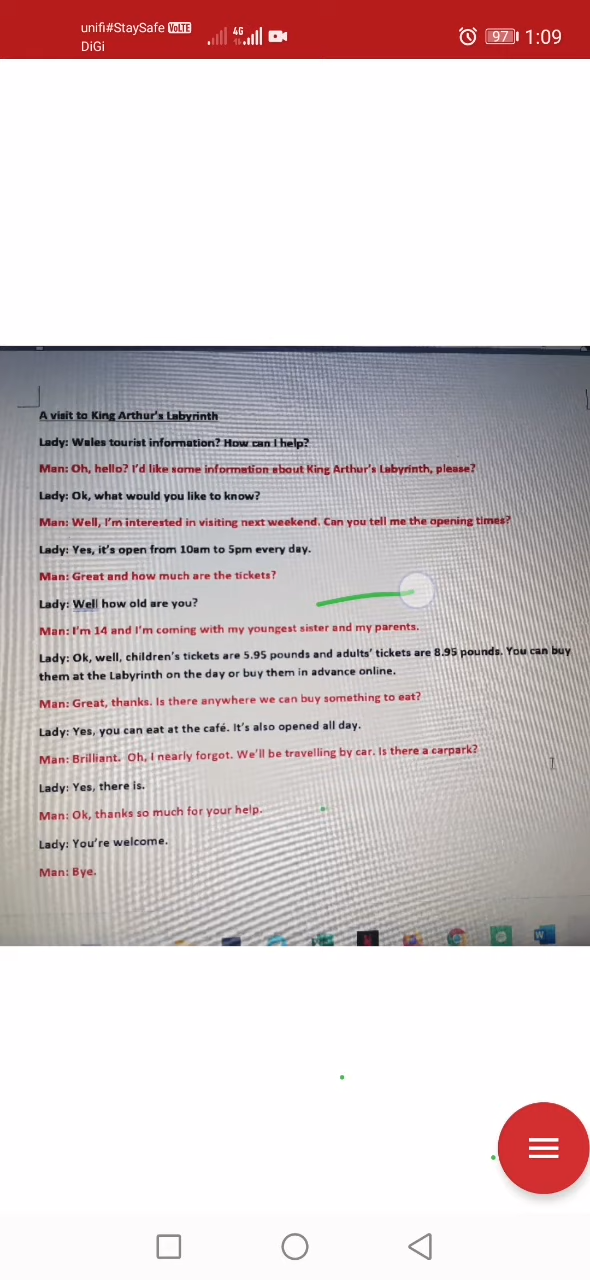 unifi#StaySafe VoLTE
DiGi
4G
97
1:09
A visit to King Arthur's Labyrinth
Lady: Wales tourist information? How can I help?
Man: Oh, hello? I'd like some information about King Arthur's Labyrinth, please?
Lady: Ok, what would you like to know?
Man: Well, I'm interested in visiting next weekend. Can you tell me the opening times?
Lady: Yes, it's open from 10am to 5pm every day.
Man: Great and how much are the tickets?
Lady: Well how old are you?
Man: I'm 14 and I'm coming with my youngest sister and my parents.
Lady: Ok, well, children's tickets are 5.95 pounds and adults' tickets are 8.95 pounds. You can buy
them at the Labyrinth on the day or buy them in advance online.
Man: Great, thanks. Is there anywhere we can buy something to eat?
Lady: Yes, you can eat at the café. It's also opened all day.
Man: Brilliant. Oh, I nearly forgot. We'll be travelling by car. Is there a carpark?
Lady: Yes, there is.
Man: Ok, thanks so much for your help.
Lady: You're welcome.
Man: Bye.